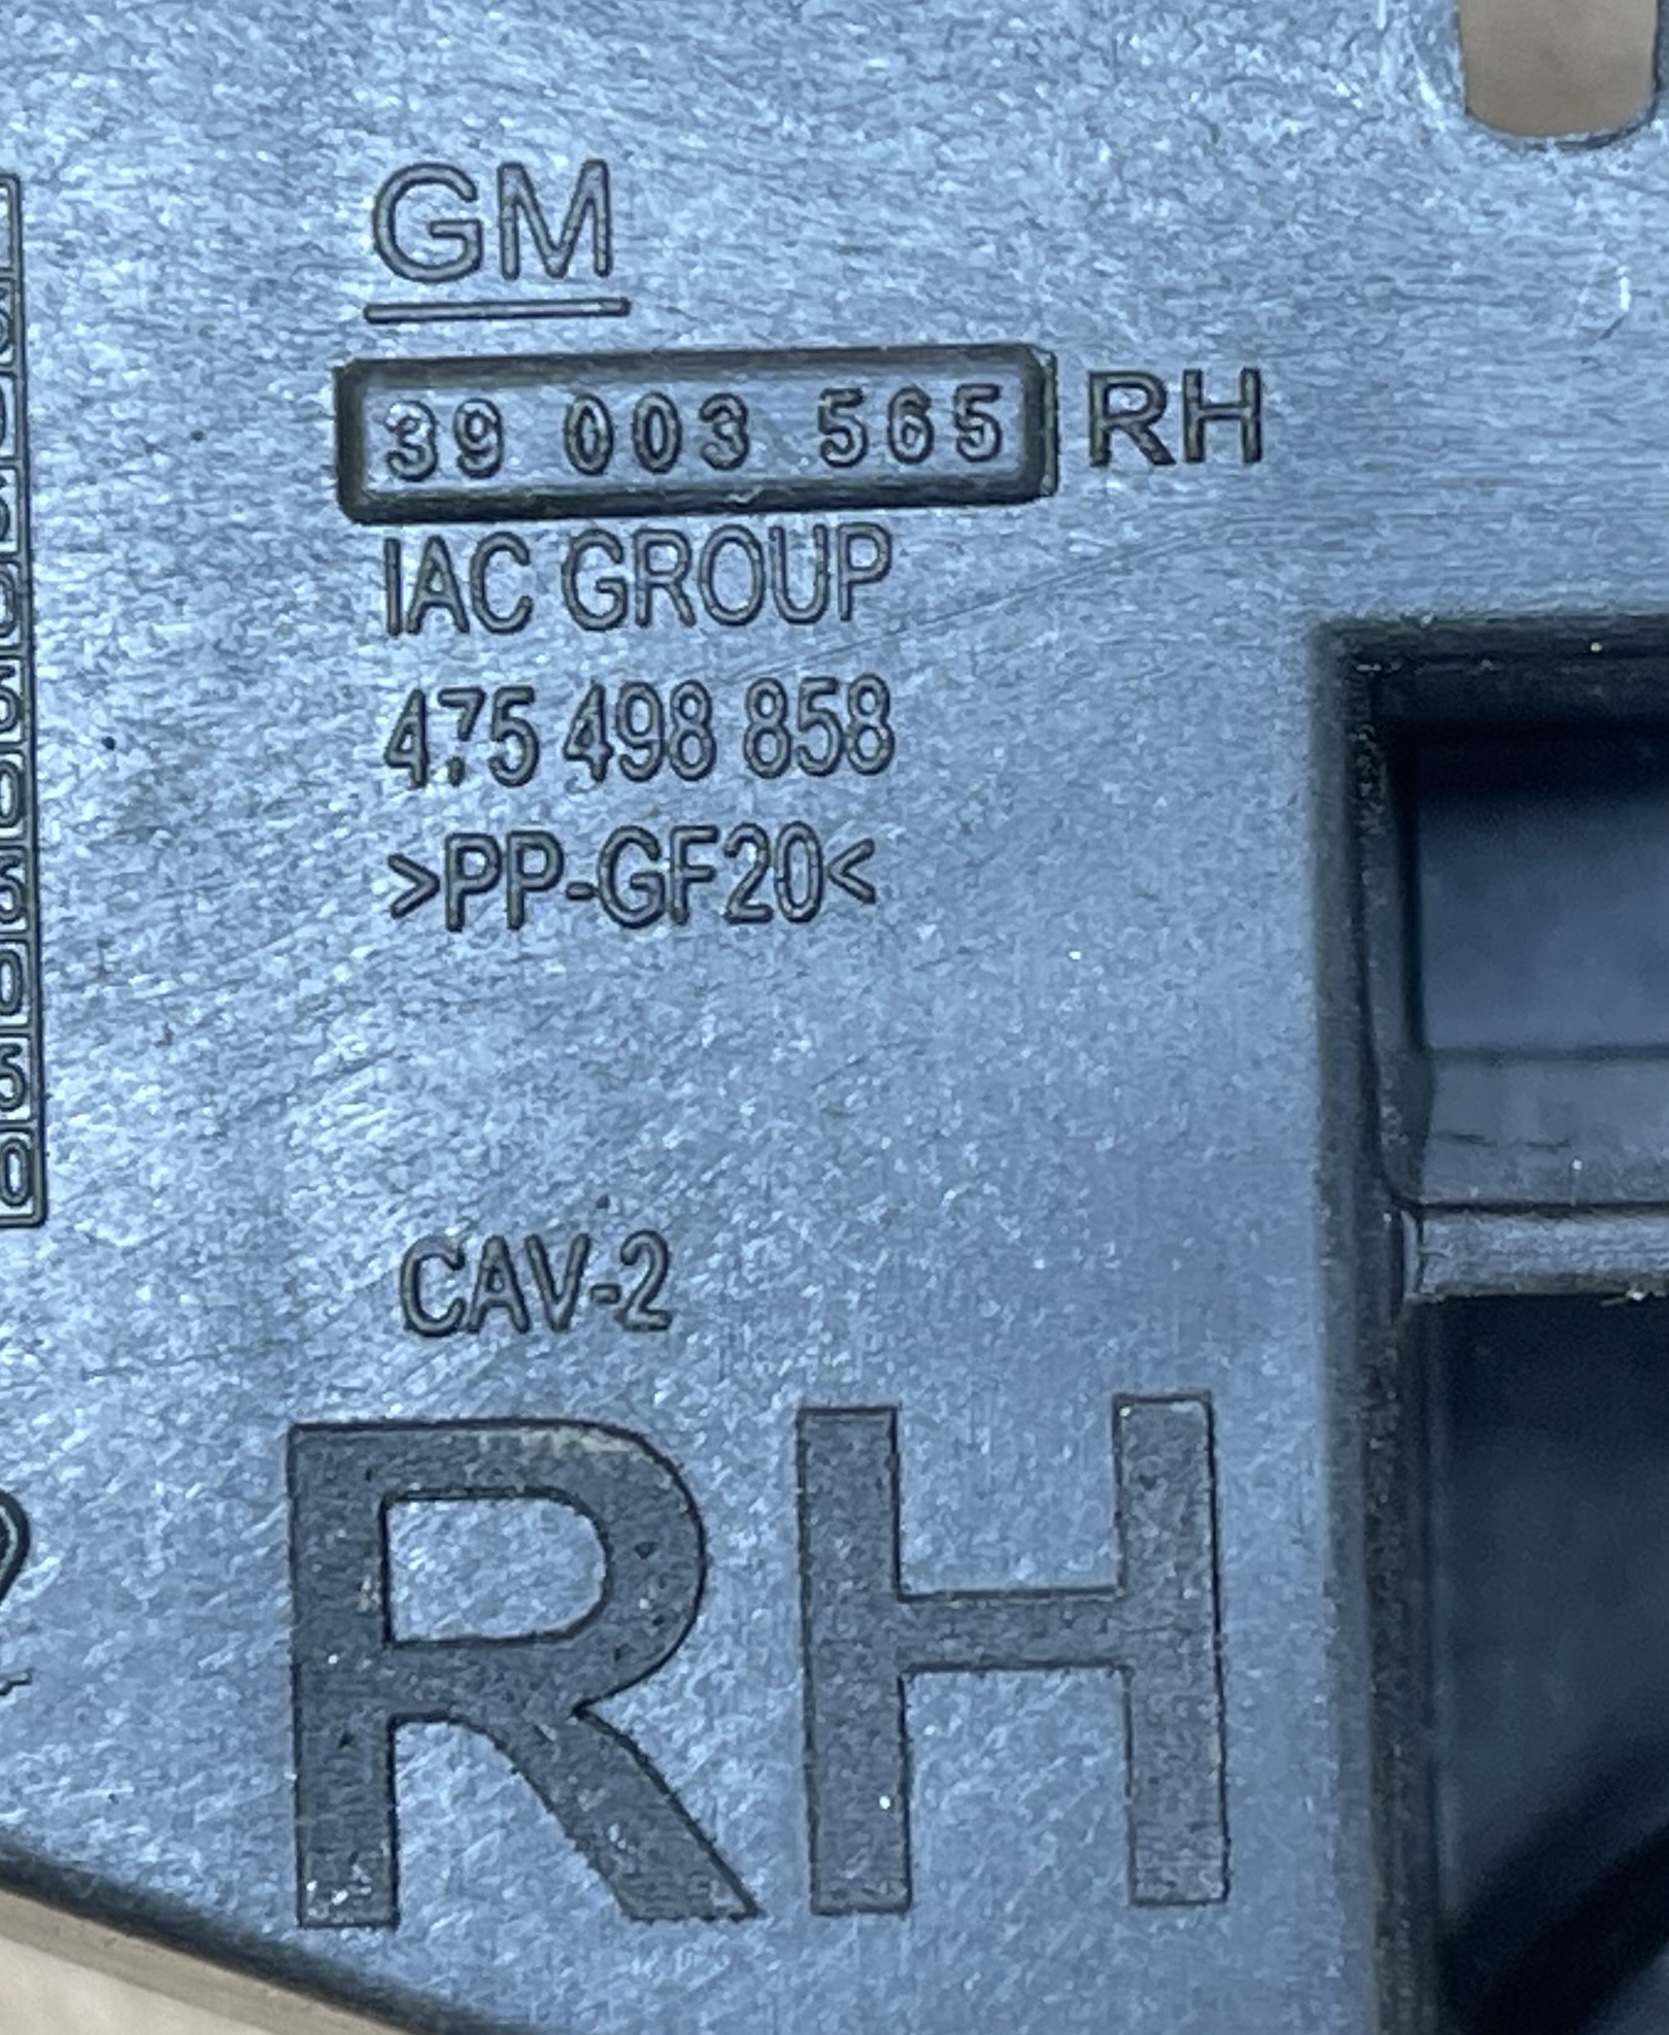 GM
39 003 565 RH
IAC GROUP
475 498 858
>PP-GF20<
CAV-2
RH